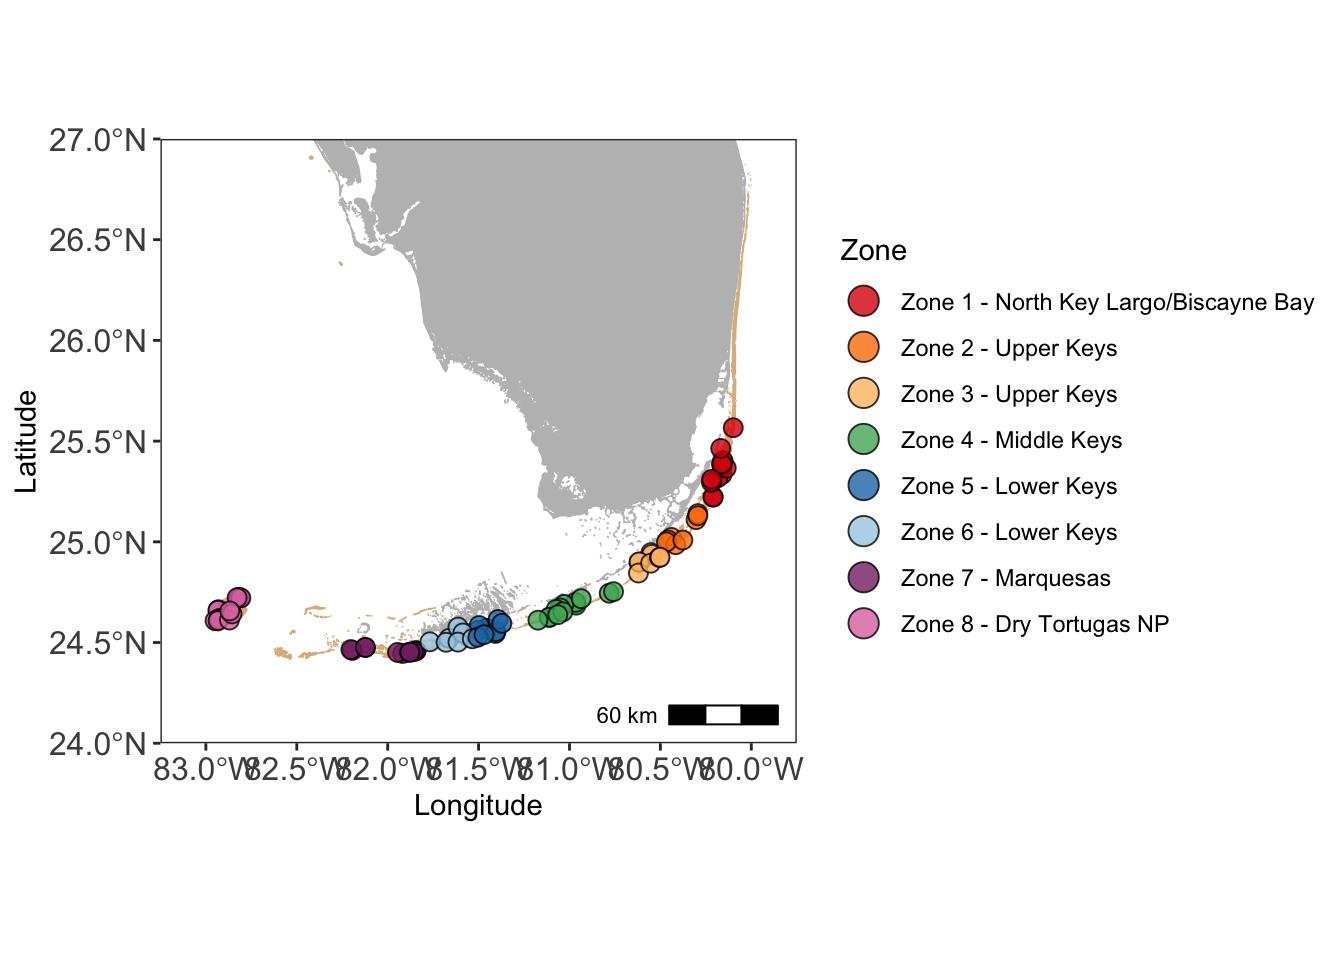 27.0°N
26.5°N
26.0°N
25.5°N
25.0°N
24.5°N
24.0°N
Latitude
60 km
83.0°W 82.5°W 82.0°W 81.5°W 81.0°W 80.5°W 80.0°W
Longitude
Zone
Zone 1 - North Key Largo/Biscayne Bay
Zone 2 - Upper Keys
Zone 3 - Upper Keys
Zone 4 - Middle Keys
Zone 5 - Lower Keys
Zone 6 - Lower Keys
Zone 7 - Marquesas
Zone 8 - Dry Tortugas NP